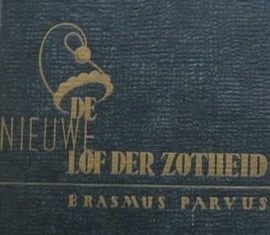 DE
NIEUWE
LOF DER ZOTHEID
ERASMUS PARVUS